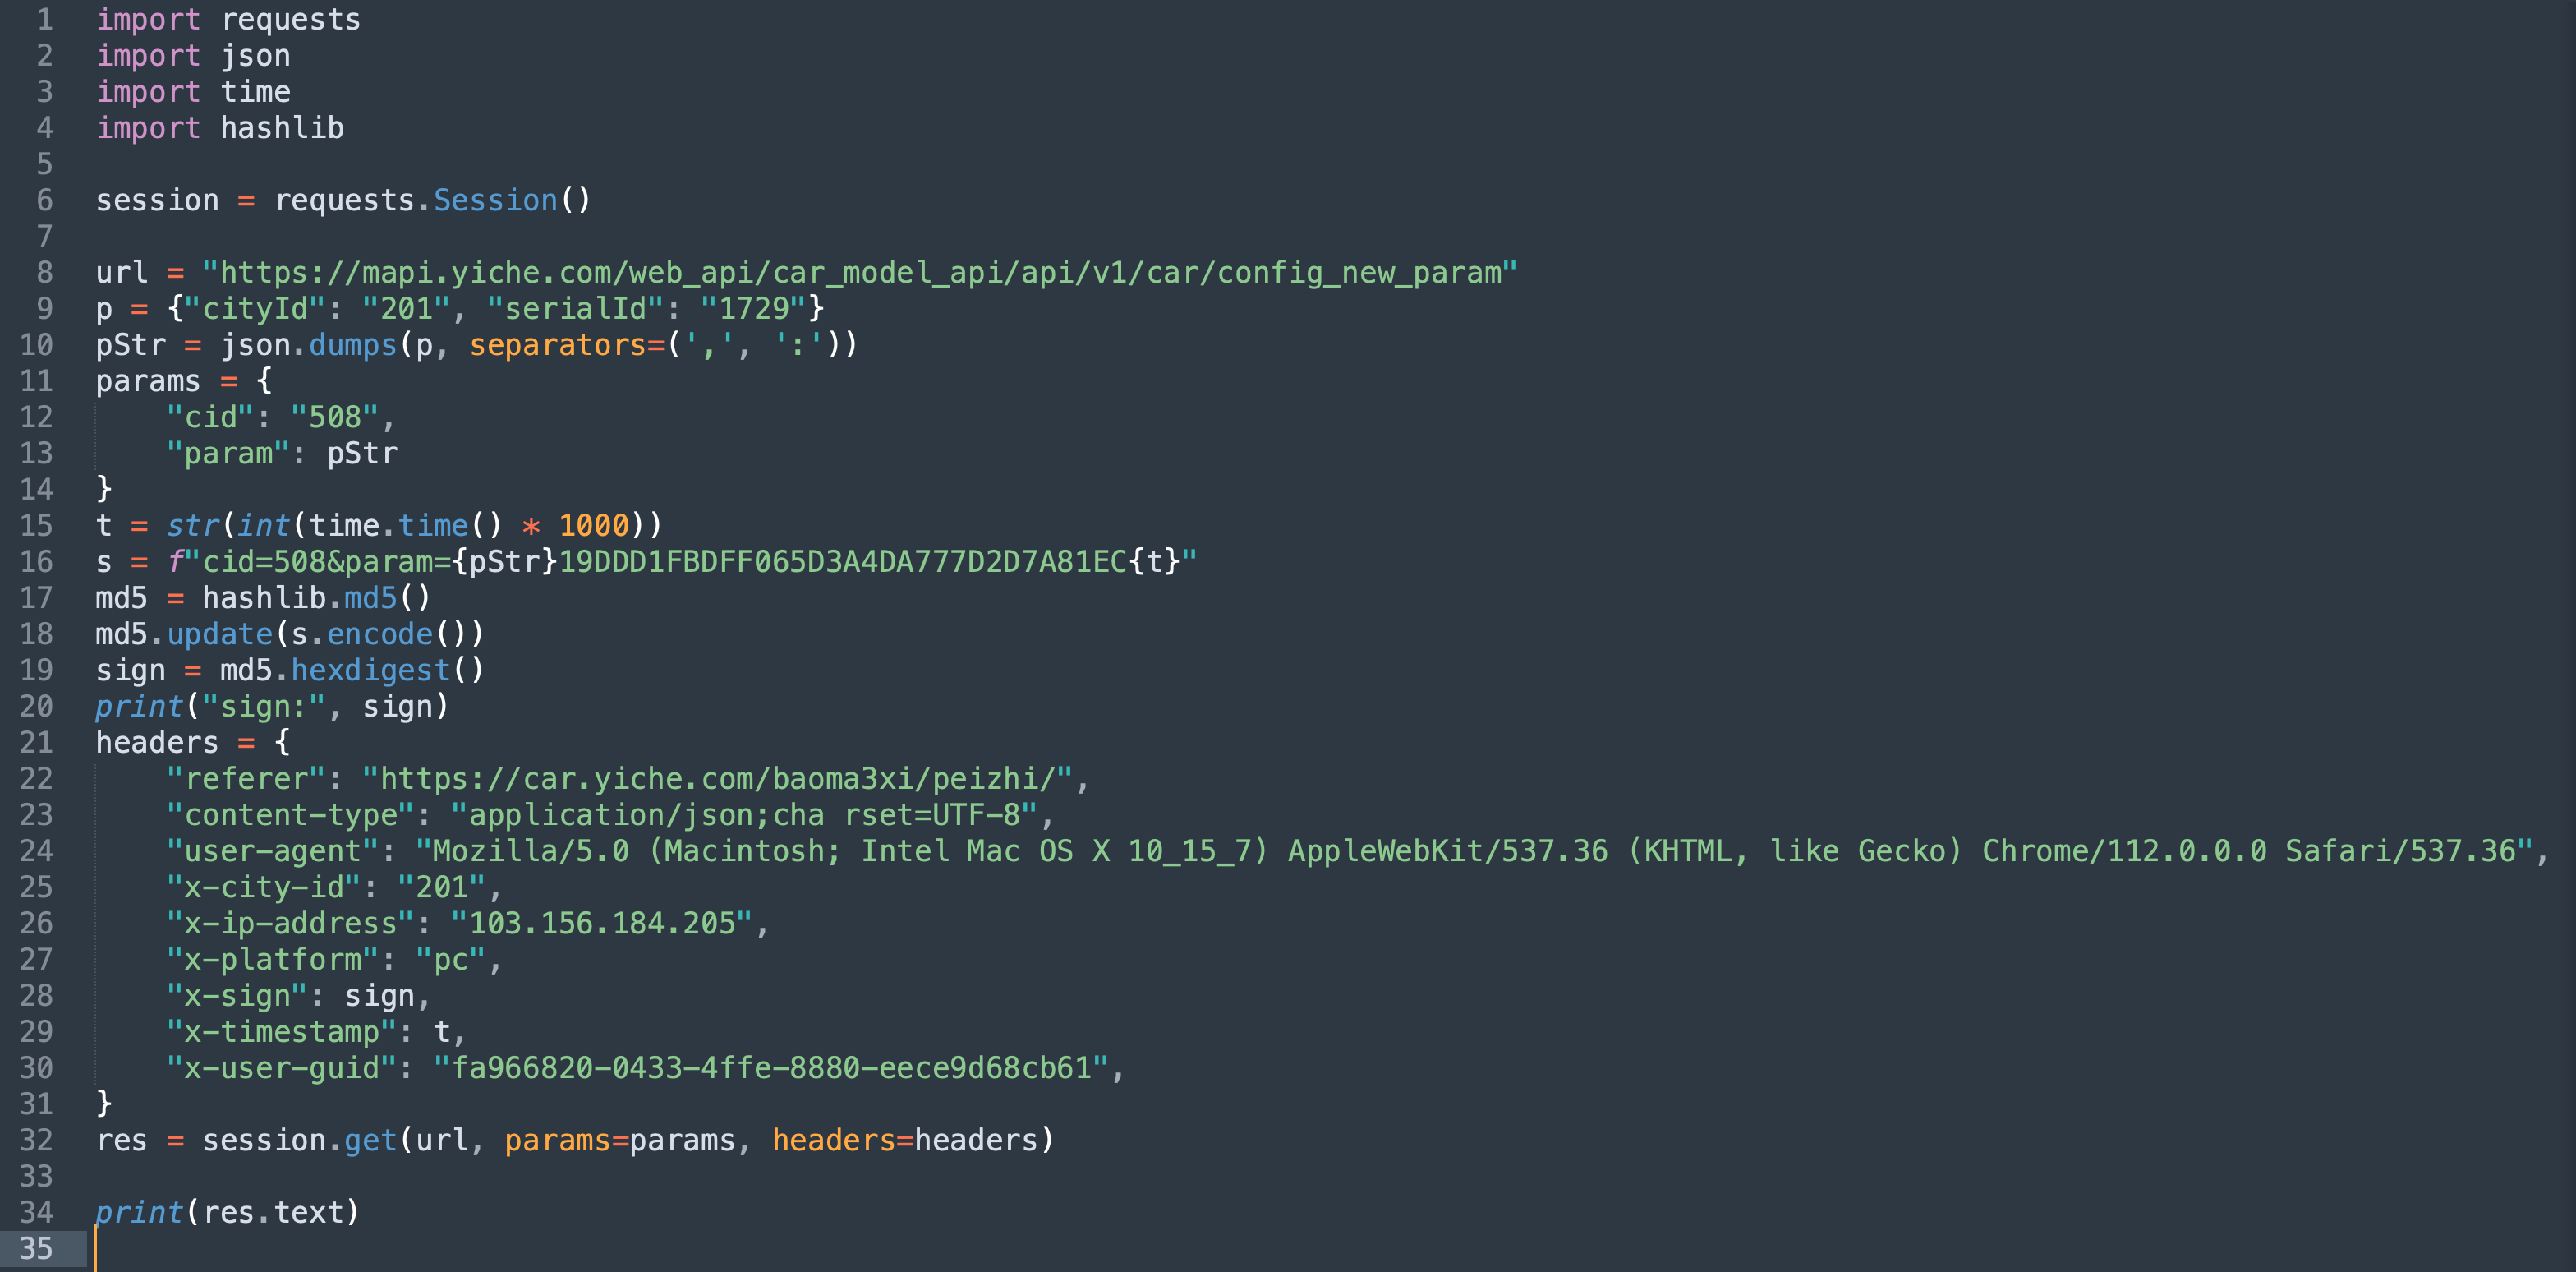 1 import requests
2 import json
3 import time
4 import hashlib
5
6 session = requests.Session()
7
8 url = "https://mapi.yiche.com/web_api/car_model_api/api/v1/car/config_new_param"
9 p = {"cityId": "201", "serialId": "1729"}
10 pStr = json.dumps(p, separators=(',', ':'))
11 params = {
12     "cid": "508",
13     "param": pStr
14 }
15 t = str(int(time.time() * 1000))
16 s = f"cid=508&param={pStr}19DDD1FBDFF065D3A4DA777D2D7A81EC{t}"
17 md5 = hashlib.md5()
18 md5.update(s.encode())
19 sign = md5.hexdigest()
20 print("sign:", sign)
21 headers = {
22     "referer": "https://car.yiche.com/baoma3xi/peizhi/",
23     "content-type": "application/json;cha rset=UTF-8",
24     "user-agent": "Mozilla/5.0 (Macintosh; Intel Mac OS X 10_15_7) AppleWebKit/537.36 (KHTML, like Gecko) Chrome/112.0.0.0 Safari/537.36",
25     "x-city-id": "201",
26     "x-ip-address": "103.156.184.205",
27     "x-platform": "pc",
28     "x-sign": sign,
29     "x-timestamp": t,
30     "x-user-guid": "fa966820-0433-4ffe-8880-eece9d68cb61",
31 }
32 res = session.get(url, params=params, headers=headers)
33
34 print(res.text)
35